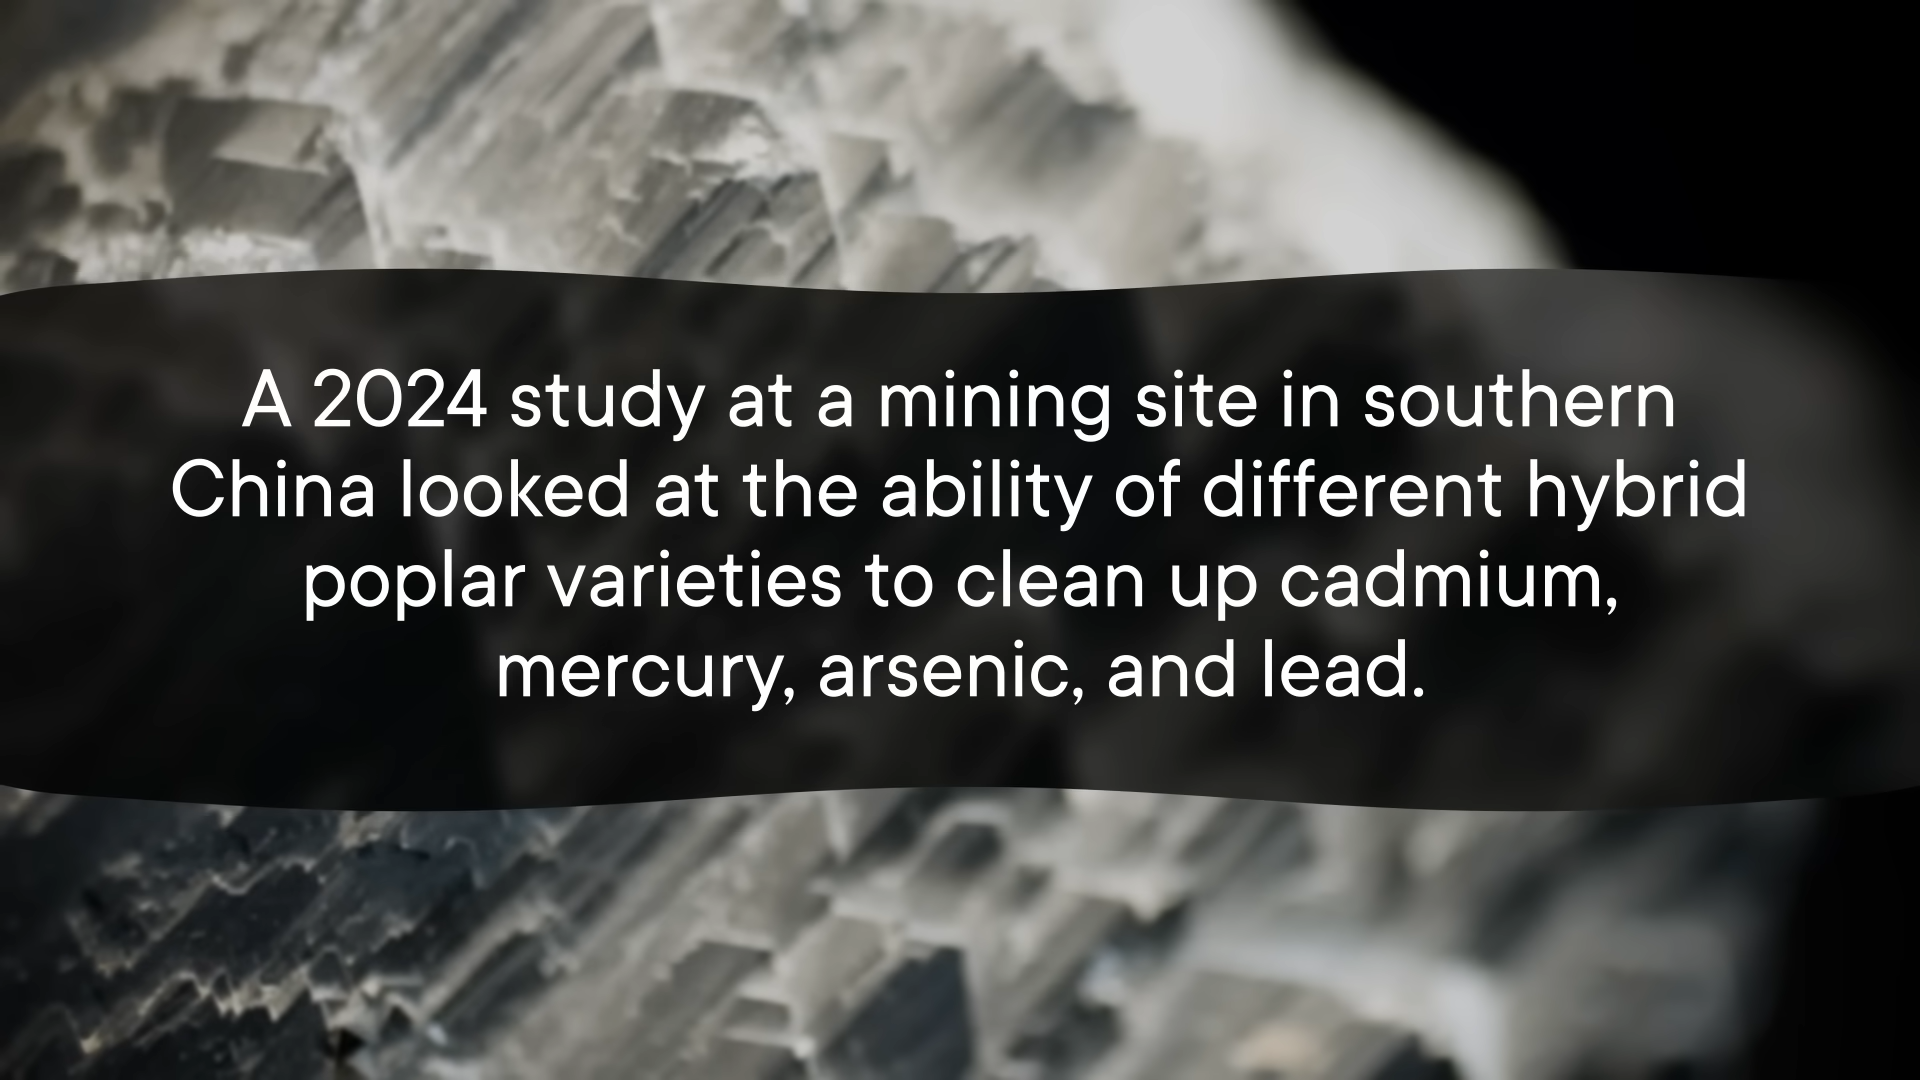 A 2024 study at a mining site in southern
China looked at the ability of different hybrid
poplar varieties to clean up cadmium,
mercury, arsenic, and lead.